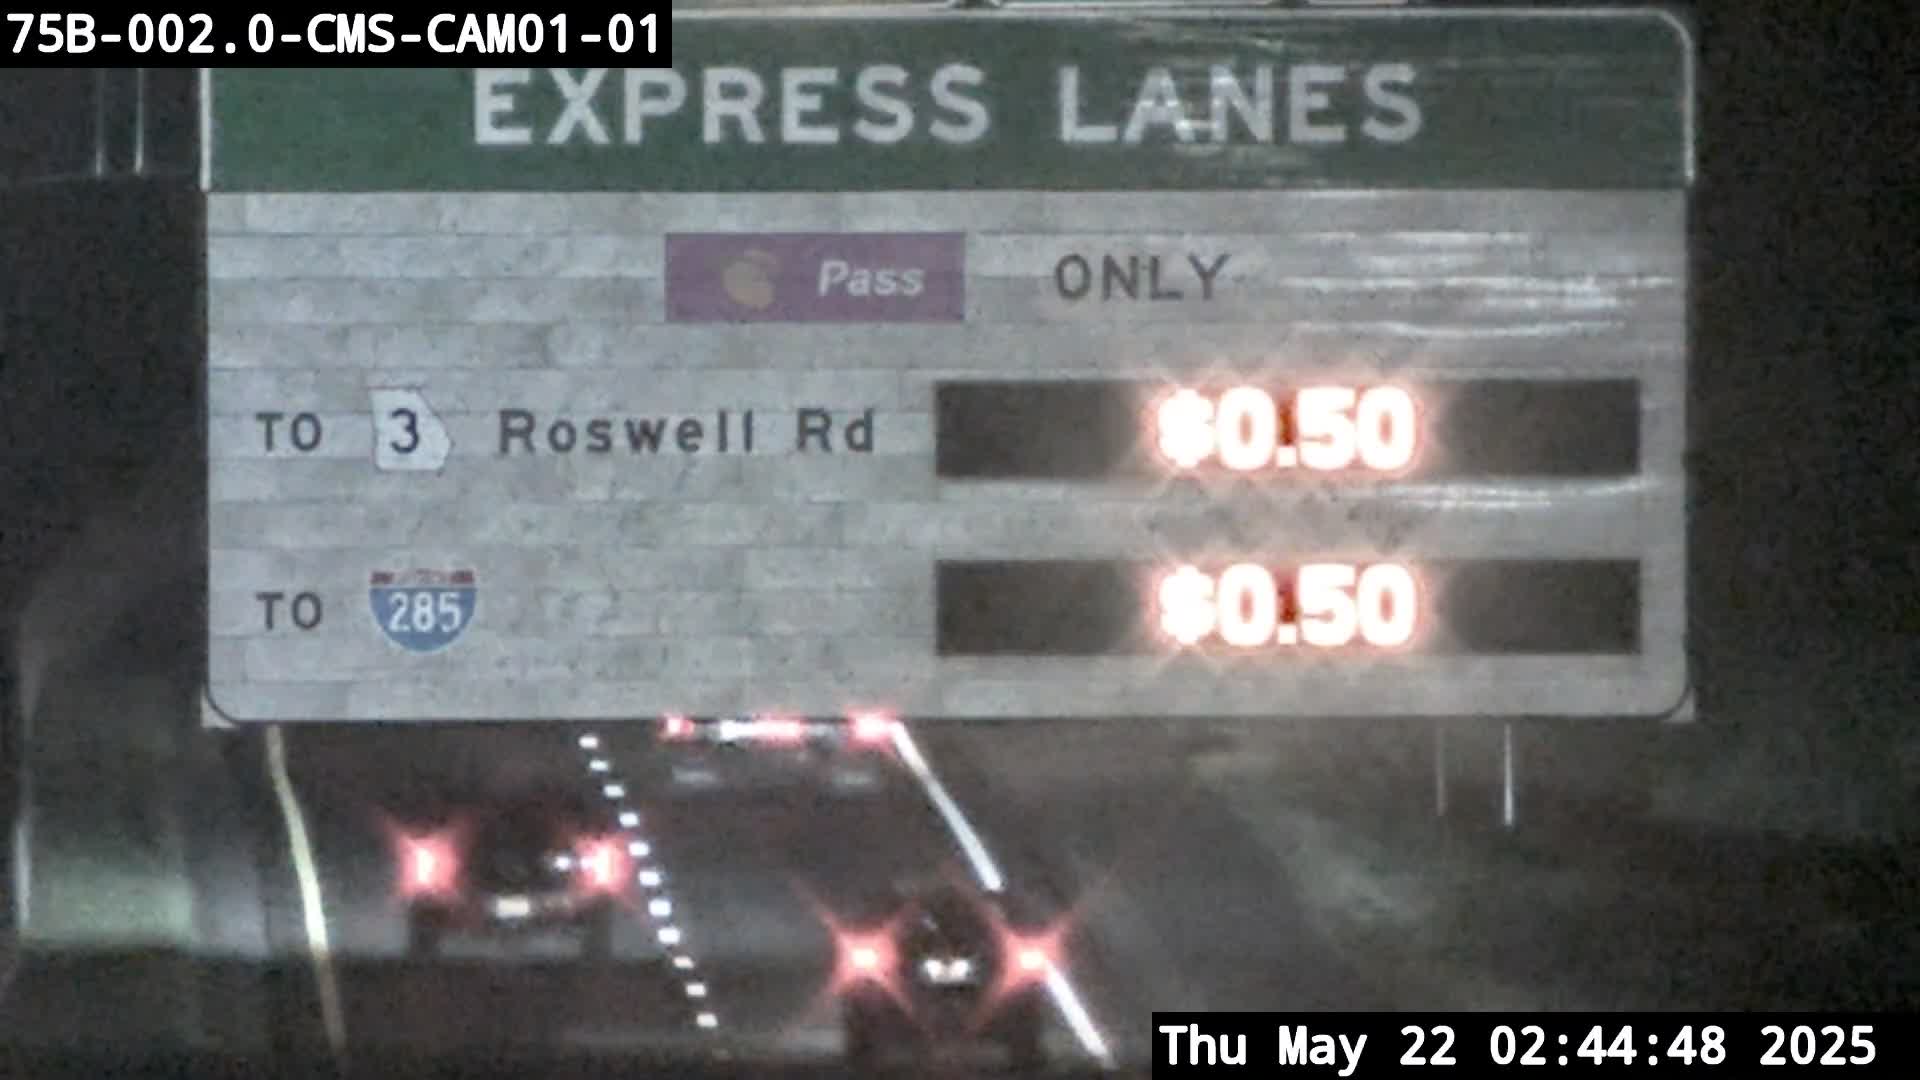 75B-002.0-CMS-CAM01-01
EXPRESS LANES
Pass ONLY
TO 3 Roswell Rd $0.50
TO 285 $0.50
Thu May 22 02:44:48 2025